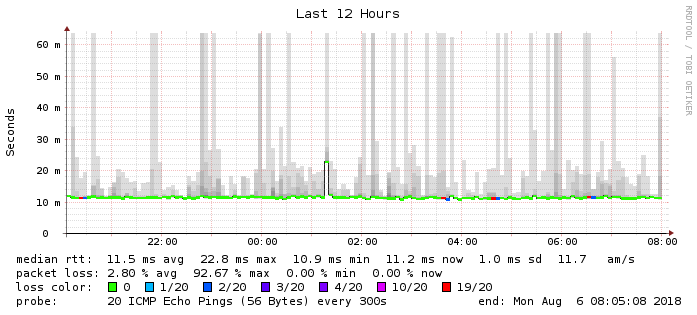 Last 12 Hours
RRDTOOL / TOBI OETIKER
Seconds
60 m
50 m
40 m
30 m
20 m
10 m
0
22:00 00:00 02:00 04:00 06:00 08:00
median rtt: 11.5 ms avg 22.8 ms max 10.9 ms min 11.2 ms now 1.0 ms sd 11.7 am/s
packet loss: 2.80 % avg 92.67 % max 0.00 % min 0.00 % now
loss color: 0 1/20 2/20 3/20 4/20 10/20 19/20
probe: 20 ICMP Echo Pings (56 Bytes) every 300s end: Mon Aug 6 08:05:08 2018